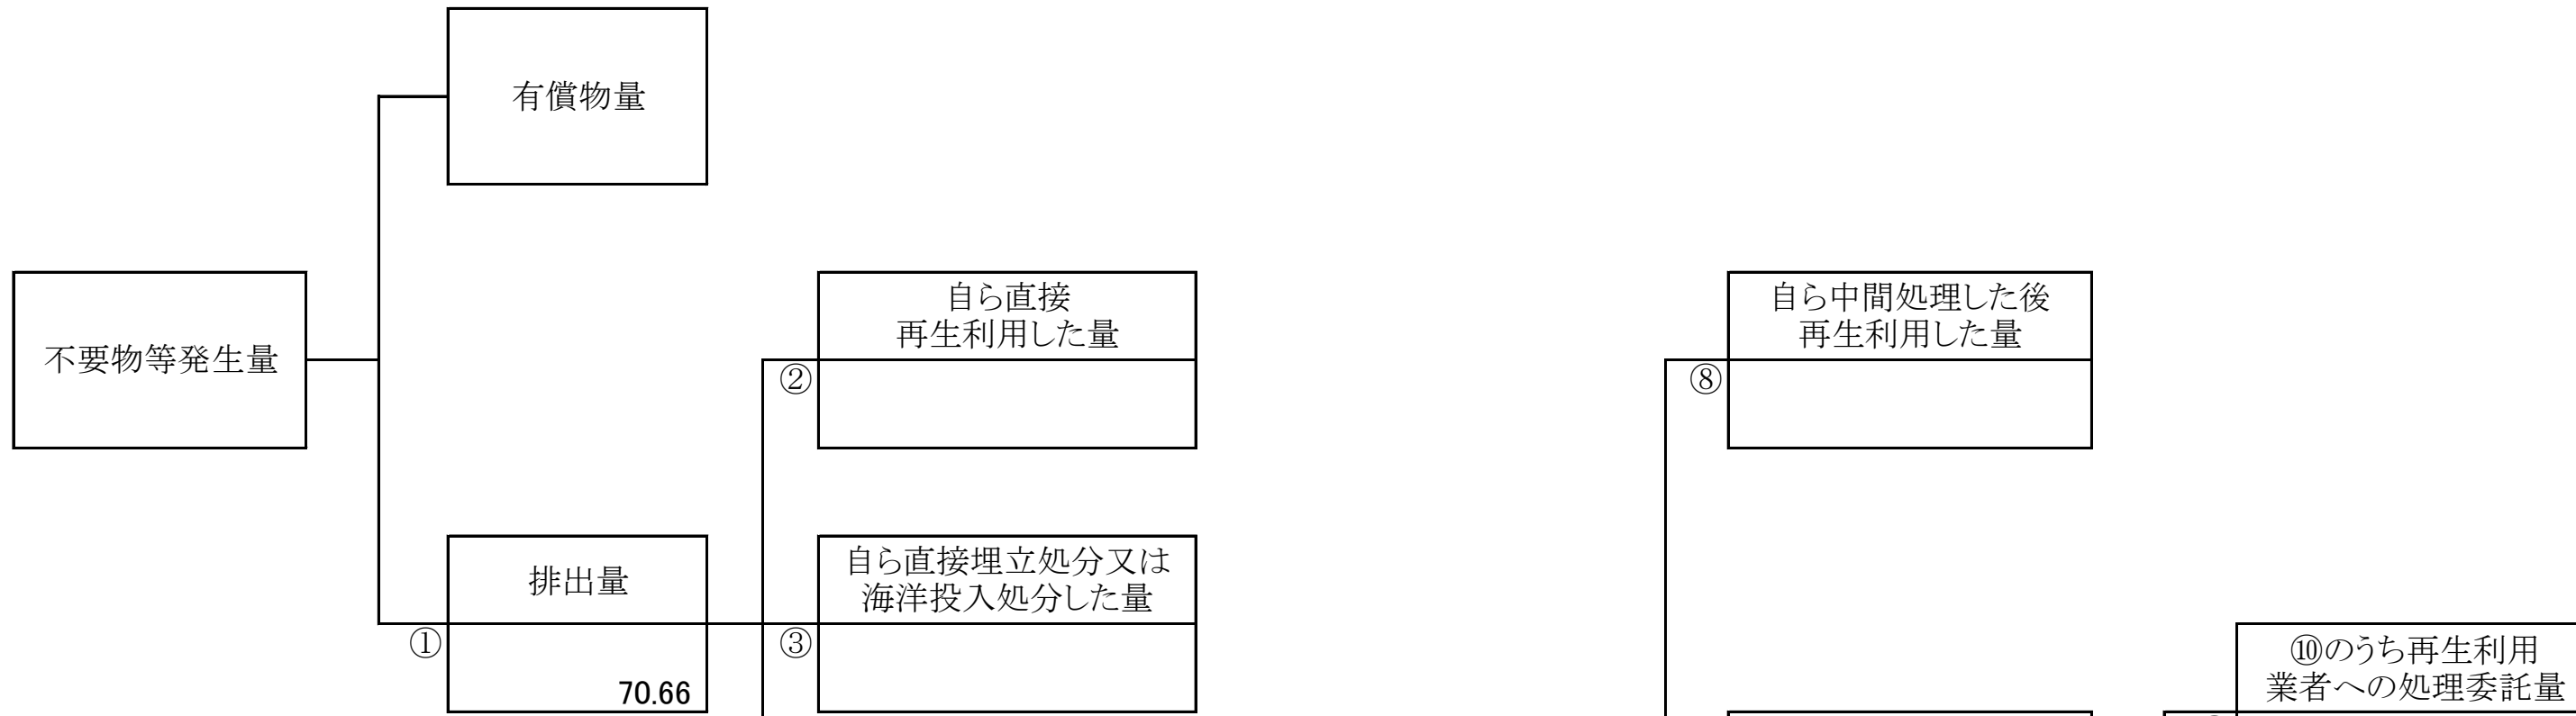 有償物量
不要物等発生量
自ら直接
再生利用した量
②
自ら中間処理した後
再生利用した量
⑧
排出量
①
70.66
自ら直接埋立処分又は
海洋投入処分した量
③
⑩のうち再生利用
業者への処理委託量